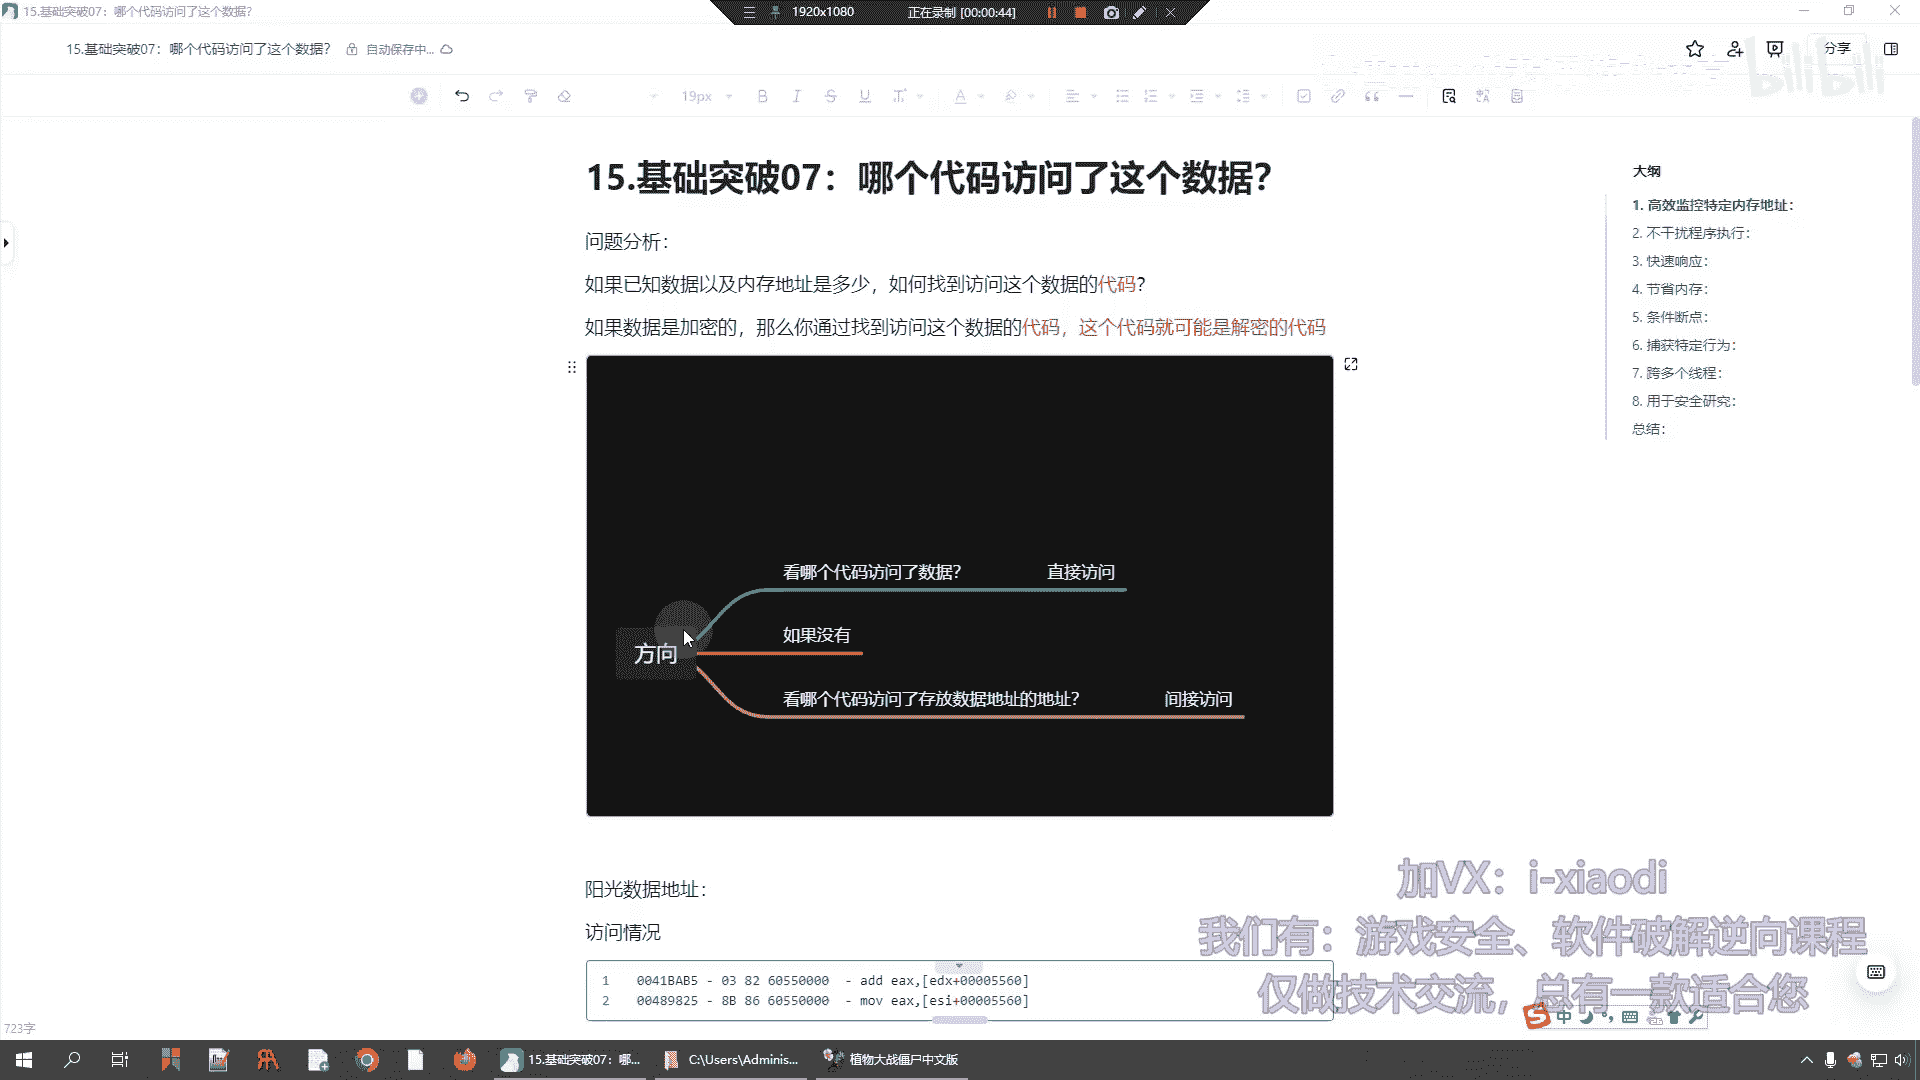 15.基础突破07：哪个代码访问了这个数据?
1920x1080
正在录制 [00:00:44]
15.基础突破07：哪个代码访问了这个数据?
自动保存中...
分享
bilibili
19px
15.基础突破07：哪个代码访问了这个数据?
问题分析：
如果已知数据以及内存地址是多少，如何找到访问这个数据的代码?
如果数据是加密的，那么你通过找到访问这个数据的代码，这个代码就可能是解密的代码
看哪个代码访问了数据?
直接访问
如果没有
方向
看哪个代码访问了存放数据地址的地址?
间接访问
大纲
1. 高效监控特定内存地址：
2. 不干扰程序执行：
3. 快速响应：
4. 节省内存：
5. 条件断点：
6. 捕获特定行为：
7. 跨多个线程：
8. 用于安全研究：
总结：
阳光数据地址：
访问情况
1 0041BAB5 - 03 82 60550000 - add eax,[edx+00005560]
2 00489825 - 8B 86 60550000 - mov eax,[esi+00005560]
加VX：i-xiaodi
我们有：游戏安全、软件破解逆向课程
仅做技术交流，总有一款适合您
中
723字
15.基础突破07：哪...
C:\Users\Adminis...
植物大战僵尸中文版